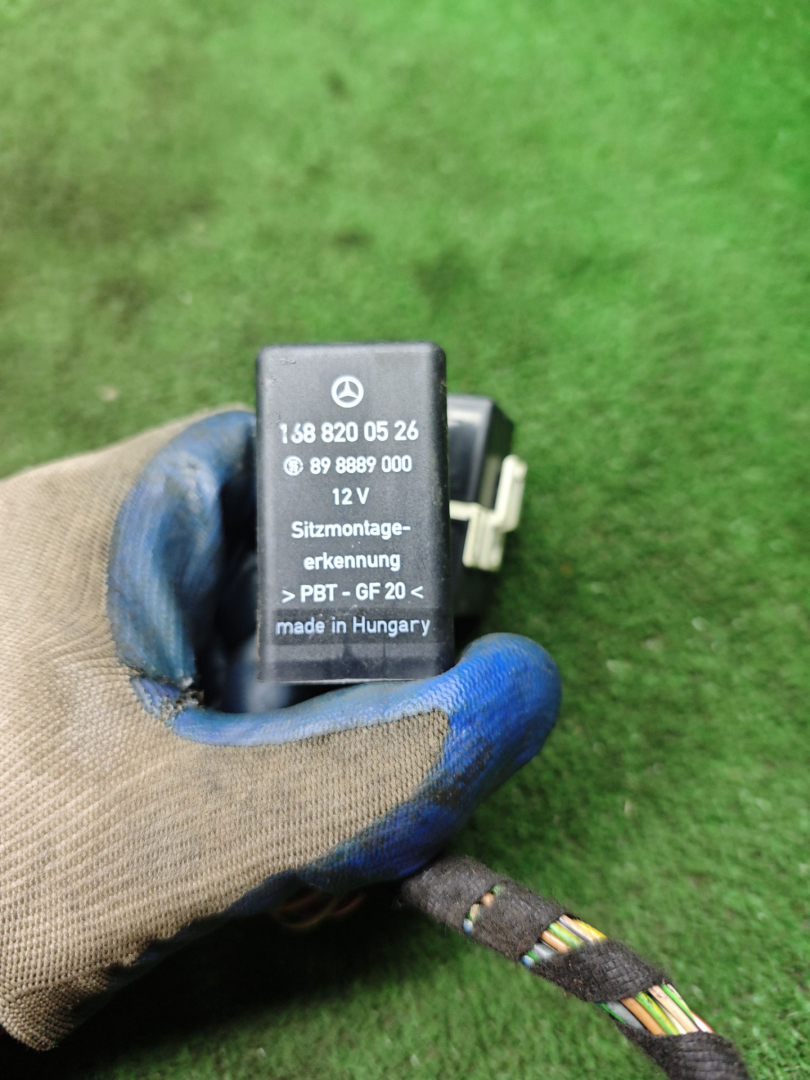 168 820 05 26
89 8889 000
12 V
Sitzmontage-
erkennung
> PBT - GF 20 <
made in Hungary